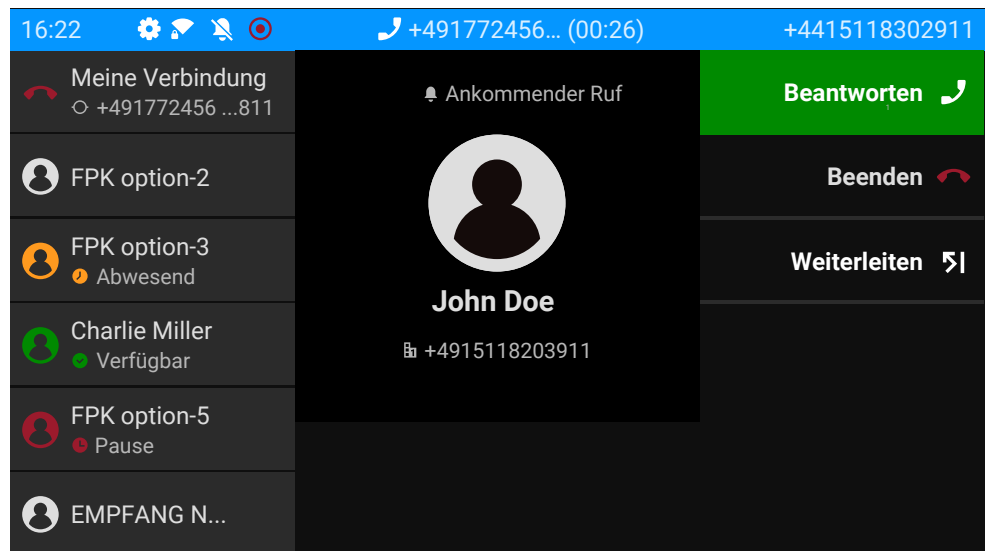 16:22
+491772456... (00:26)
+4415118302911
Meine Verbindung
+491772456 ...811
FPK option-2
FPK option-3
Abwesend
Charlie Miller
Verfügbar
FPK option-5
Pause
EMPFANG N...
Ankommender Ruf
John Doe
+4915118203911
Beantworten
Beenden
Weiterleiten